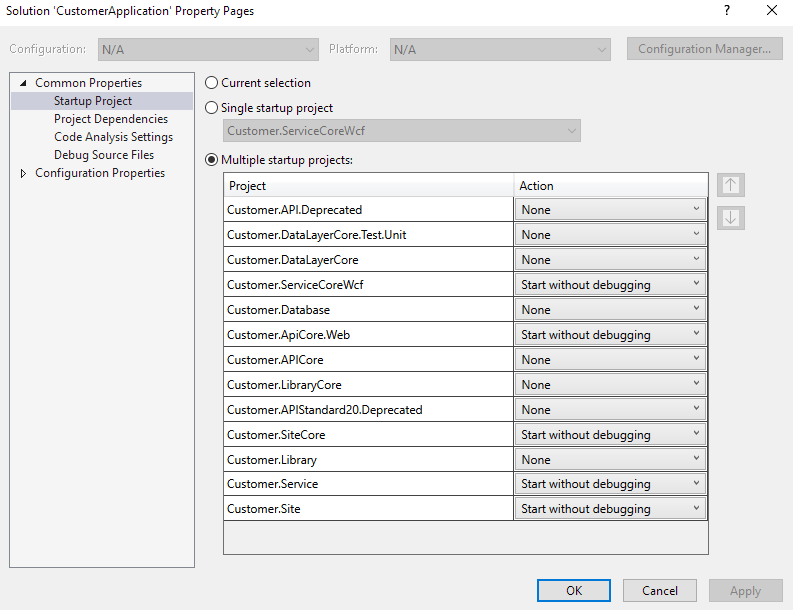 Solution 'CustomerApplication' Property Pages
?
Configuration: N/A Platform: N/A Configuration Manager...
Common Properties
Startup Project
Project Dependencies
Code Analysis Settings
Debug Source Files
Configuration Properties
Current selection
Single startup project
Customer.ServiceCoreWcf
Multiple startup projects:
Project Action
Customer.API.Deprecated None
Customer.DataLayerCore.Test.Unit None
Customer.DataLayerCore None
Customer.ServiceCoreWcf Start without debugging
Customer.Database None
Customer.ApiCore.Web Start without debugging
Customer.APICore None
Customer.LibraryCore None
Customer.APIStandard20.Deprecated None
Customer.SiteCore Start without debugging
Customer.Library None
Customer.Service Start without debugging
Customer.Site Start without debugging
OK Cancel Apply